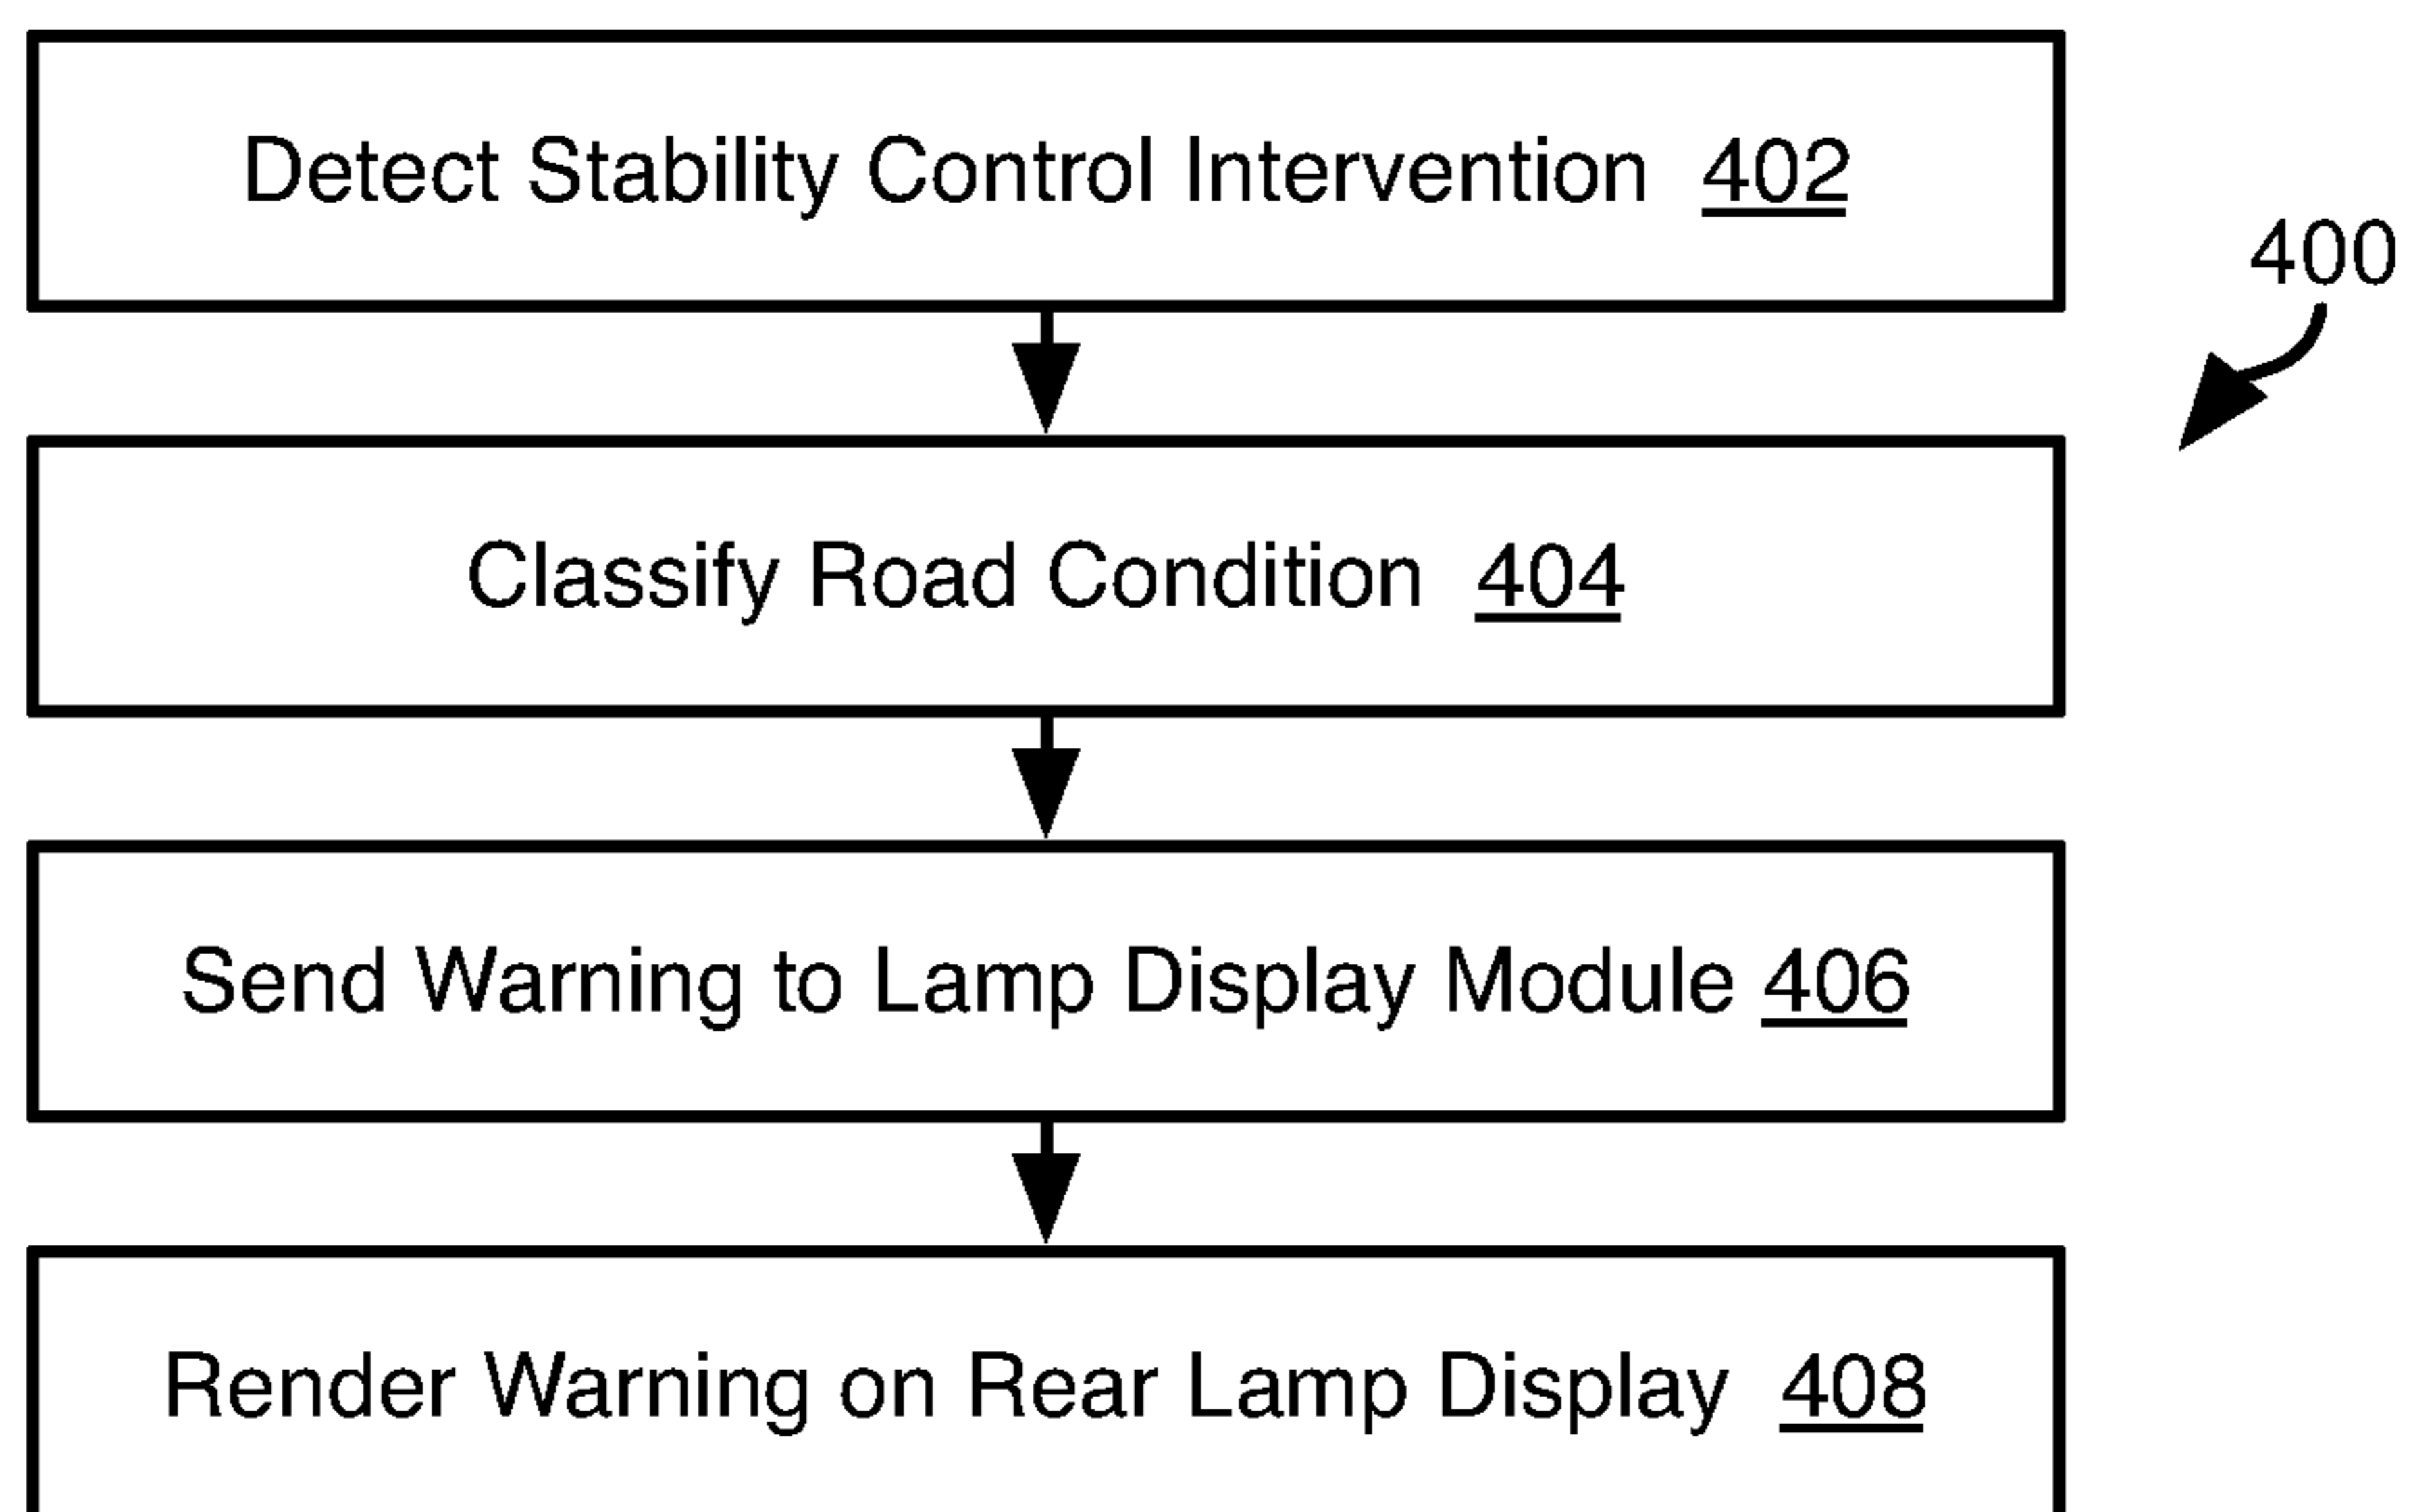 Detect Stability Control Intervention 402
400
Classify Road Condition 404
Send Warning to Lamp Display Module 406
Render Warning on Rear Lamp Display 408